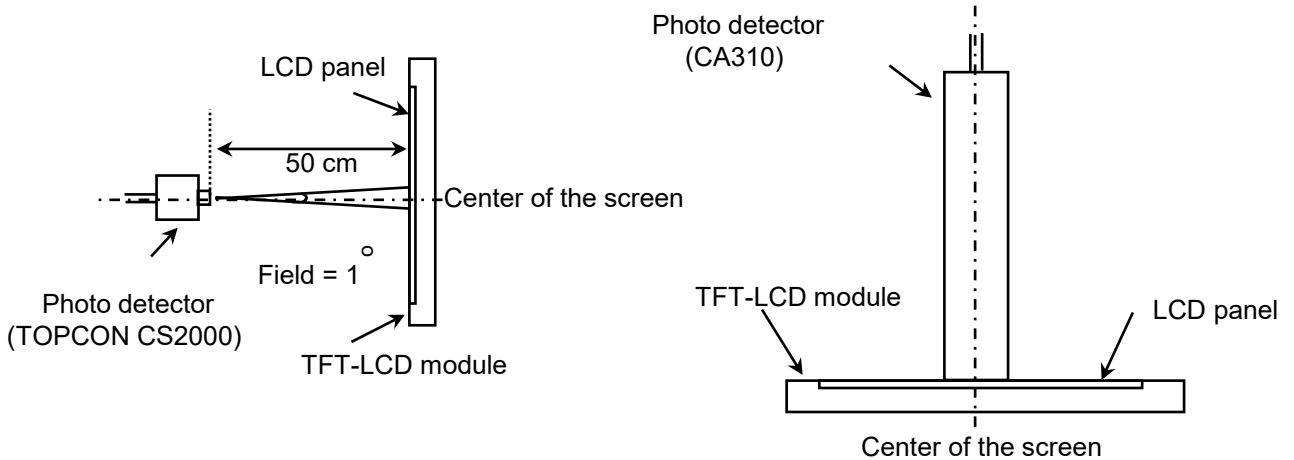 LCD panel
50 cm
Center of the screen
Field = 1°
Photo detector
(TOPCON CS2000)
TFT-LCD module
Photo detector
(CA310)
TFT-LCD module
LCD panel
Center of the screen